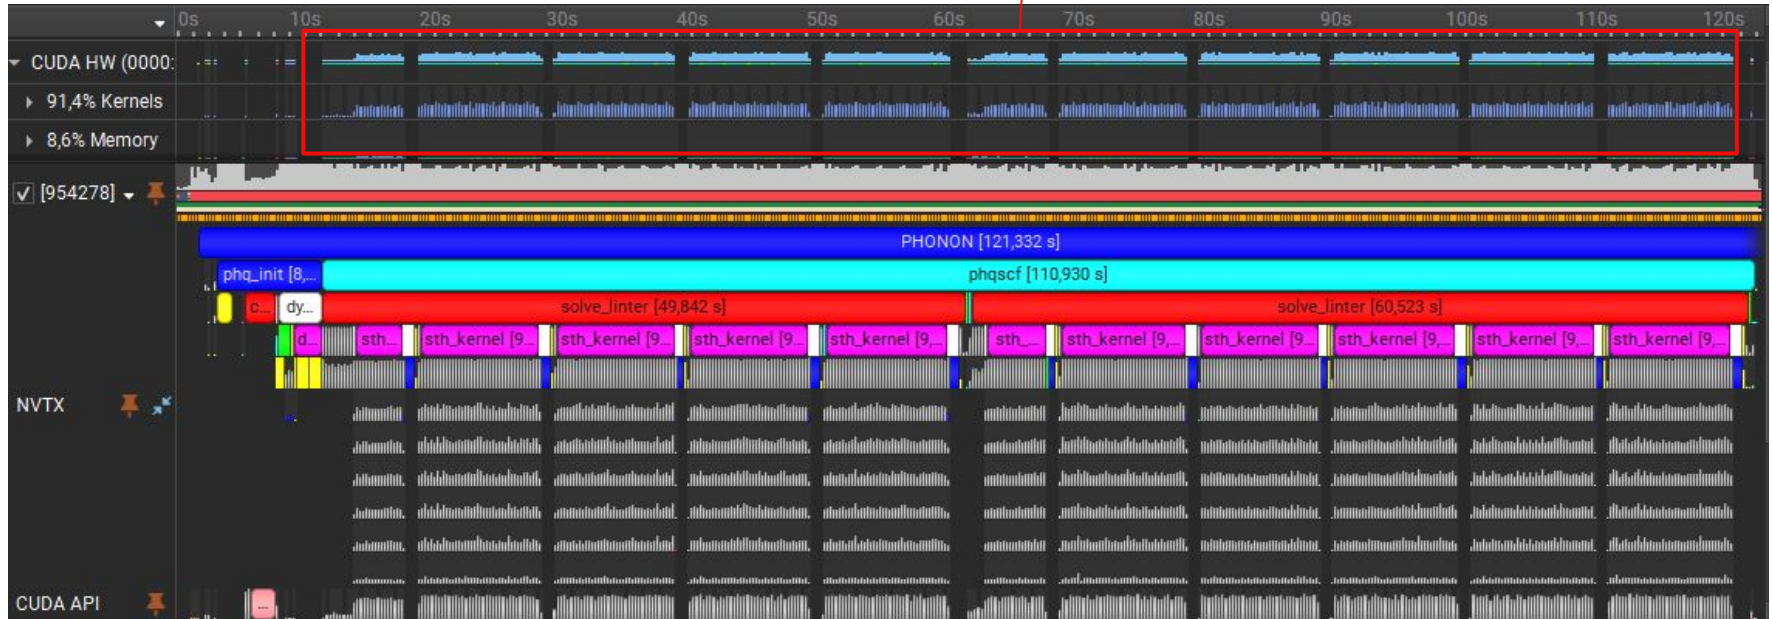 0s 10s 20s 30s 40s 50s 60s 70s 80s 90s 100s 110s 120s
CUDA HW (0000:
91,4% Kernels
8,6% Memory
[954278]
PHONON [121,332 s]
phq_init [8,... phqscf [110,930 s]
c... dy... solve_linter [49,842 s] solve_linter [60,523 s]
d... sth... sth_kernel [9... sth_kernel [9... sth_kernel [9... sth_kernel [9,... sth_... sth_kernel [9,... sth_kernel [9,... sth_kernel [9,... sth_kernel [9,... sth_kernel [9,...
NVTX
CUDA API ...